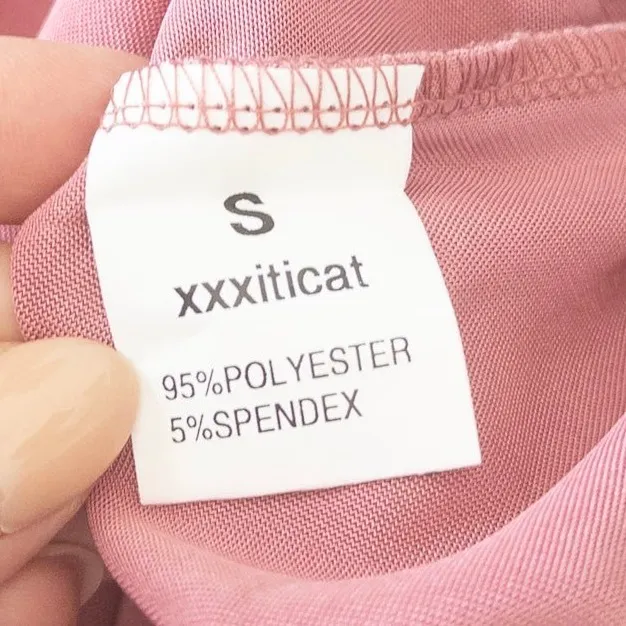 S
xxxiticat
95%POLYESTER
5%SPENDEX